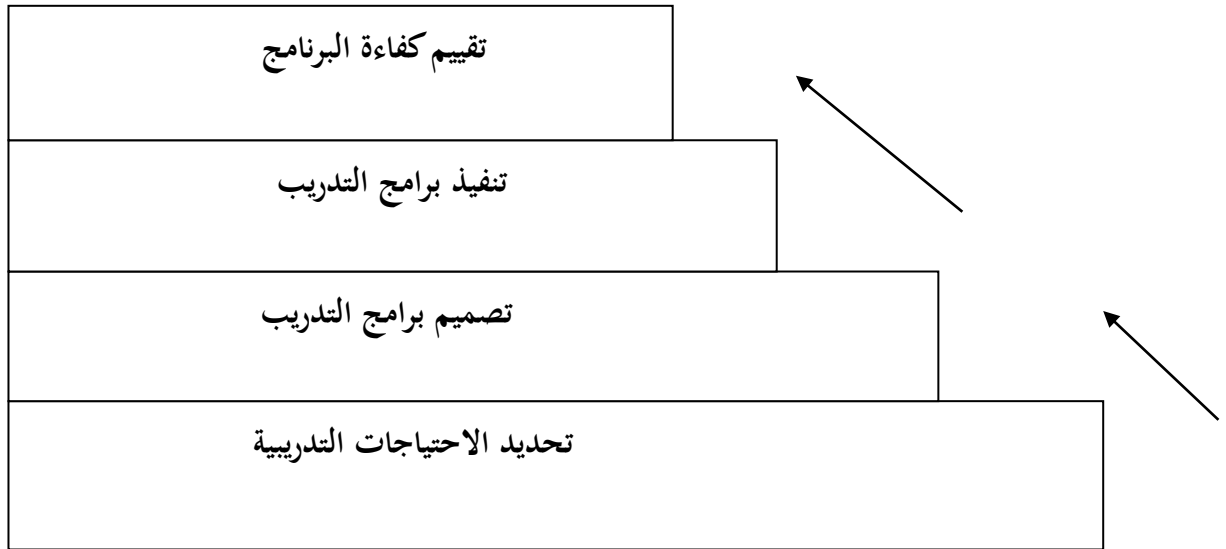 تقييم كفاءة البرنامج
تنفيذ برامج التدريب
تصميم برامج التدريب
تحديد الاحتياجات التدريبية